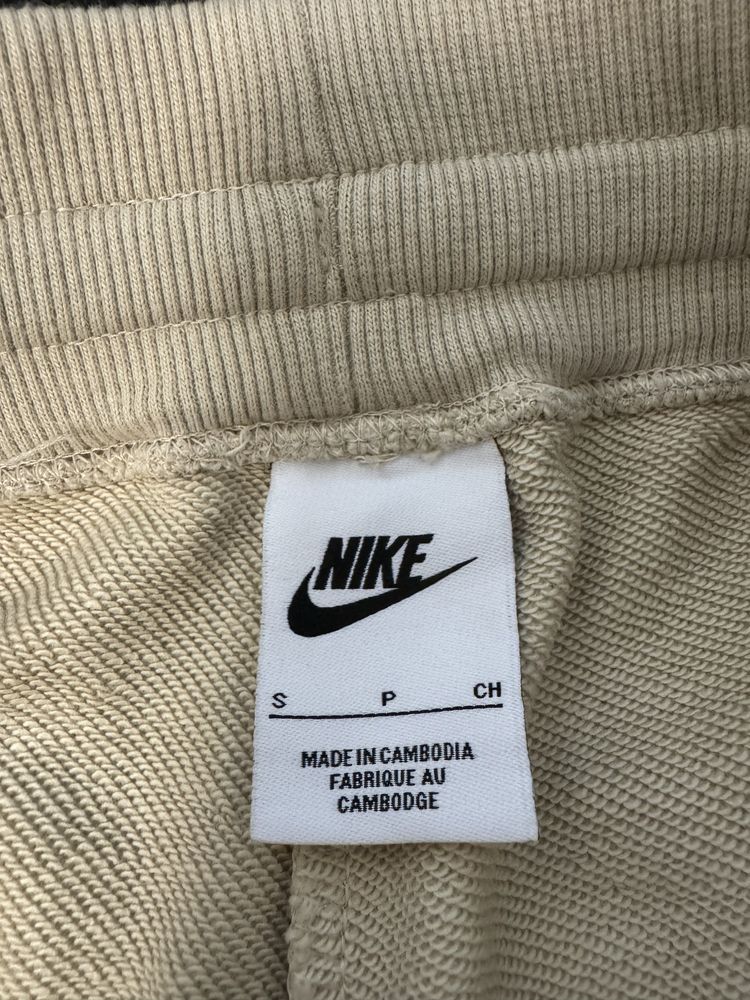 NIKE
S P CH
MADE IN CAMBODIA
FABRIQUE AU
CAMBODGE